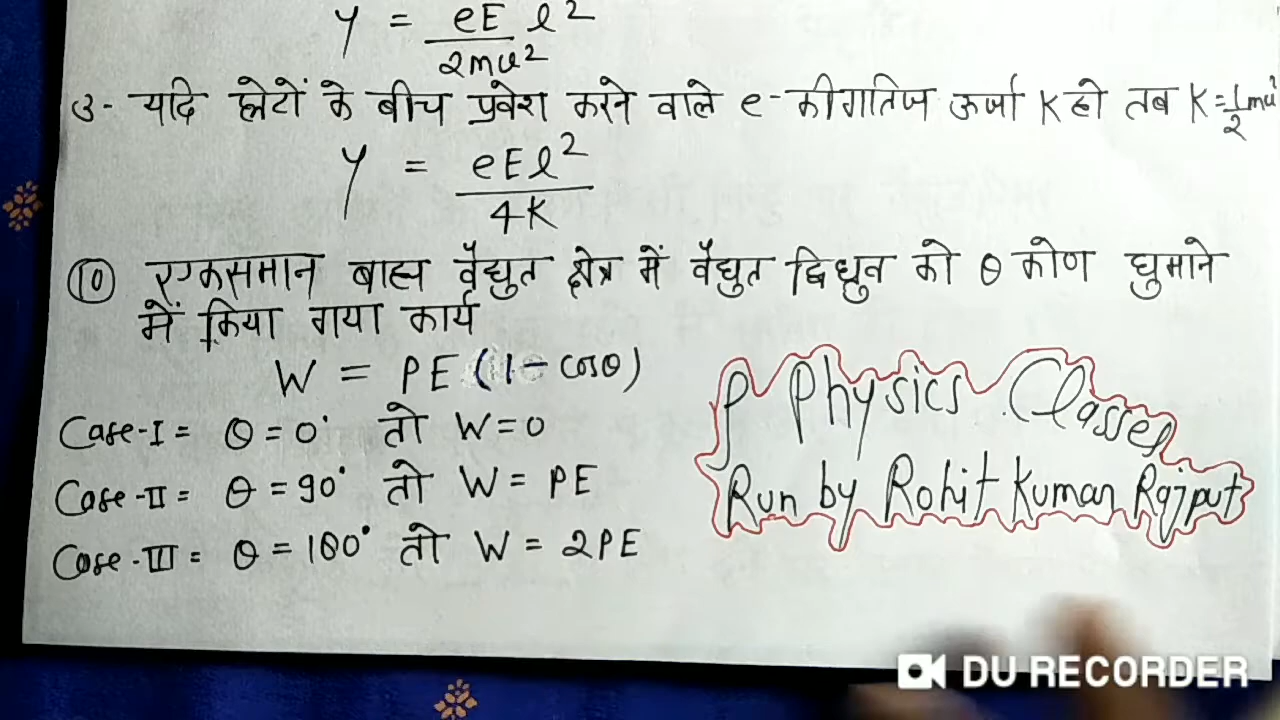 y = eE/2mu² l²
3- यदि प्लेटों के बीच प्रवेश करने वाले e- की गतिज ऊर्जा K हो तब K = 1/2 mu²
y = eEl²/4K
10 एकसमान बाह्य वैद्युत क्षेत्र में वैद्युत द्विध्रुव को θ कोण घुमाने
में किया गया कार्य
W = PE (1 - cosθ)
Case-I = θ = 0° तो W = 0
Case-II = θ = 90° तो W = PE
Case-III = θ = 180° तो W = 2PE
P Physics Classes
Run by Rohit Kumar Rajput
DU RECORDER